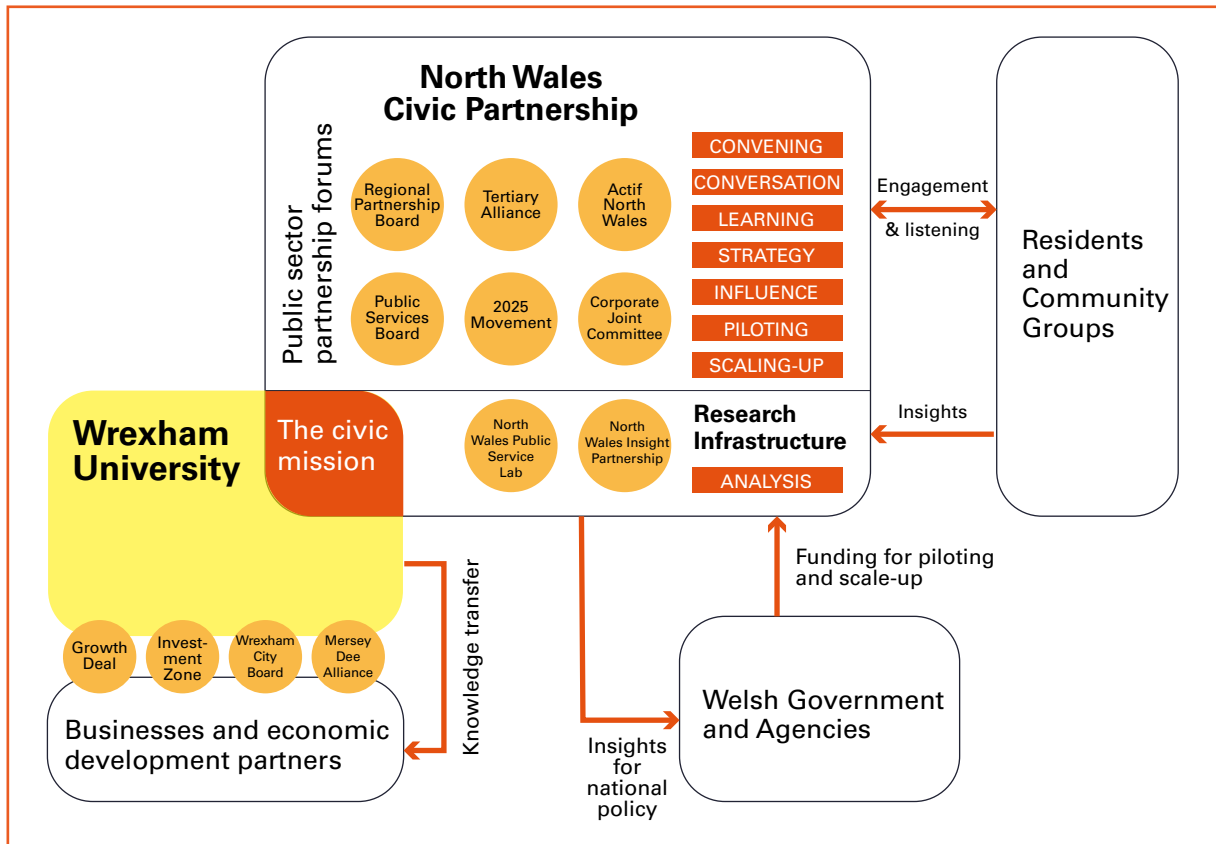 North Wales
Civic Partnership
Public sector
partnership forums
Regional
Partnership
Board
Tertiary
Alliance
Actif
North
Wales
Public
Services
Board
2025
Movement
Corporate
Joint
Committee
CONVENING
CONVERSATION
LEARNING
STRATEGY
INFLUENCE
PILOTING
SCALING-UP
Engagement
& listening
Residents
and
Community
Groups
Wrexham
University
The civic
mission
North
Wales Public
Service
Lab
North
Wales Insight
Partnership
Research
Infrastructure
ANALYSIS
Insights
Knowledge transfer
Funding for piloting
and scale-up
Growth
Deal
Invest-
ment
Zone
Wrexham
City
Board
Mersey
Dee
Alliance
Businesses and economic
development partners
Insights
for
national
policy
Welsh Government
and Agencies